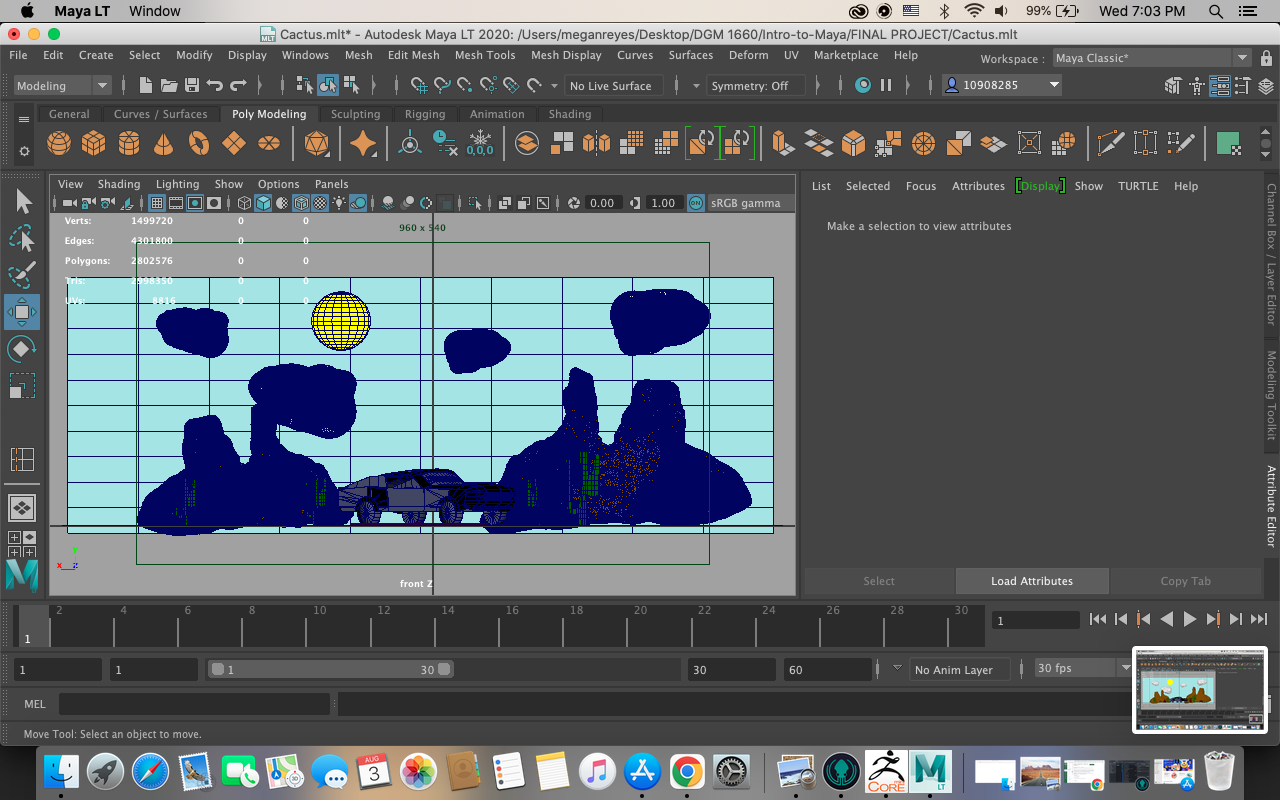 Maya LT Window 99% Wed 7:03 PM
Cactus.mlt* - Autodesk Maya LT 2020: /Users/meganreyes/Desktop/DGM 1660/Intro-to-Maya/FINAL PROJECT/Cactus.mlt
MLT
File Edit Create Select Modify Display Windows Mesh Edit Mesh Mesh Tools Mesh Display Curves Surfaces Deform UV Marketplace Help Workspace : Maya Classic*
Modeling No Live Surface Symmetry: Off 10908285
General Curves / Surfaces Poly Modeling Sculpting Rigging Animation Shading
0,0,0
View Shading Lighting Show Options Panels
0.00 1.00 ON sRGB gamma
List Selected Focus Attributes Display Show TURTLE Help
Make a selection to view attributes
960 x 540
Verts: 1499720 0 0
Edges: 4301800 0 0
Polygons: 2802576 0 0
Tris: 2998350 0 0
UVs: 8816 0 0
front Z
y
x z
Channel Box / Layer Editor
Modeling Toolkit
Attribute Editor
Select Load Attributes Copy Tab
2 4 6 8 10 12 14 16 18 20 22 24 26 28 30
1 1
1 1 1 30 30 60 No Anim Layer 30 fps
MEL
Move Tool: Select an object to move.
AUG
3
CORE
LT